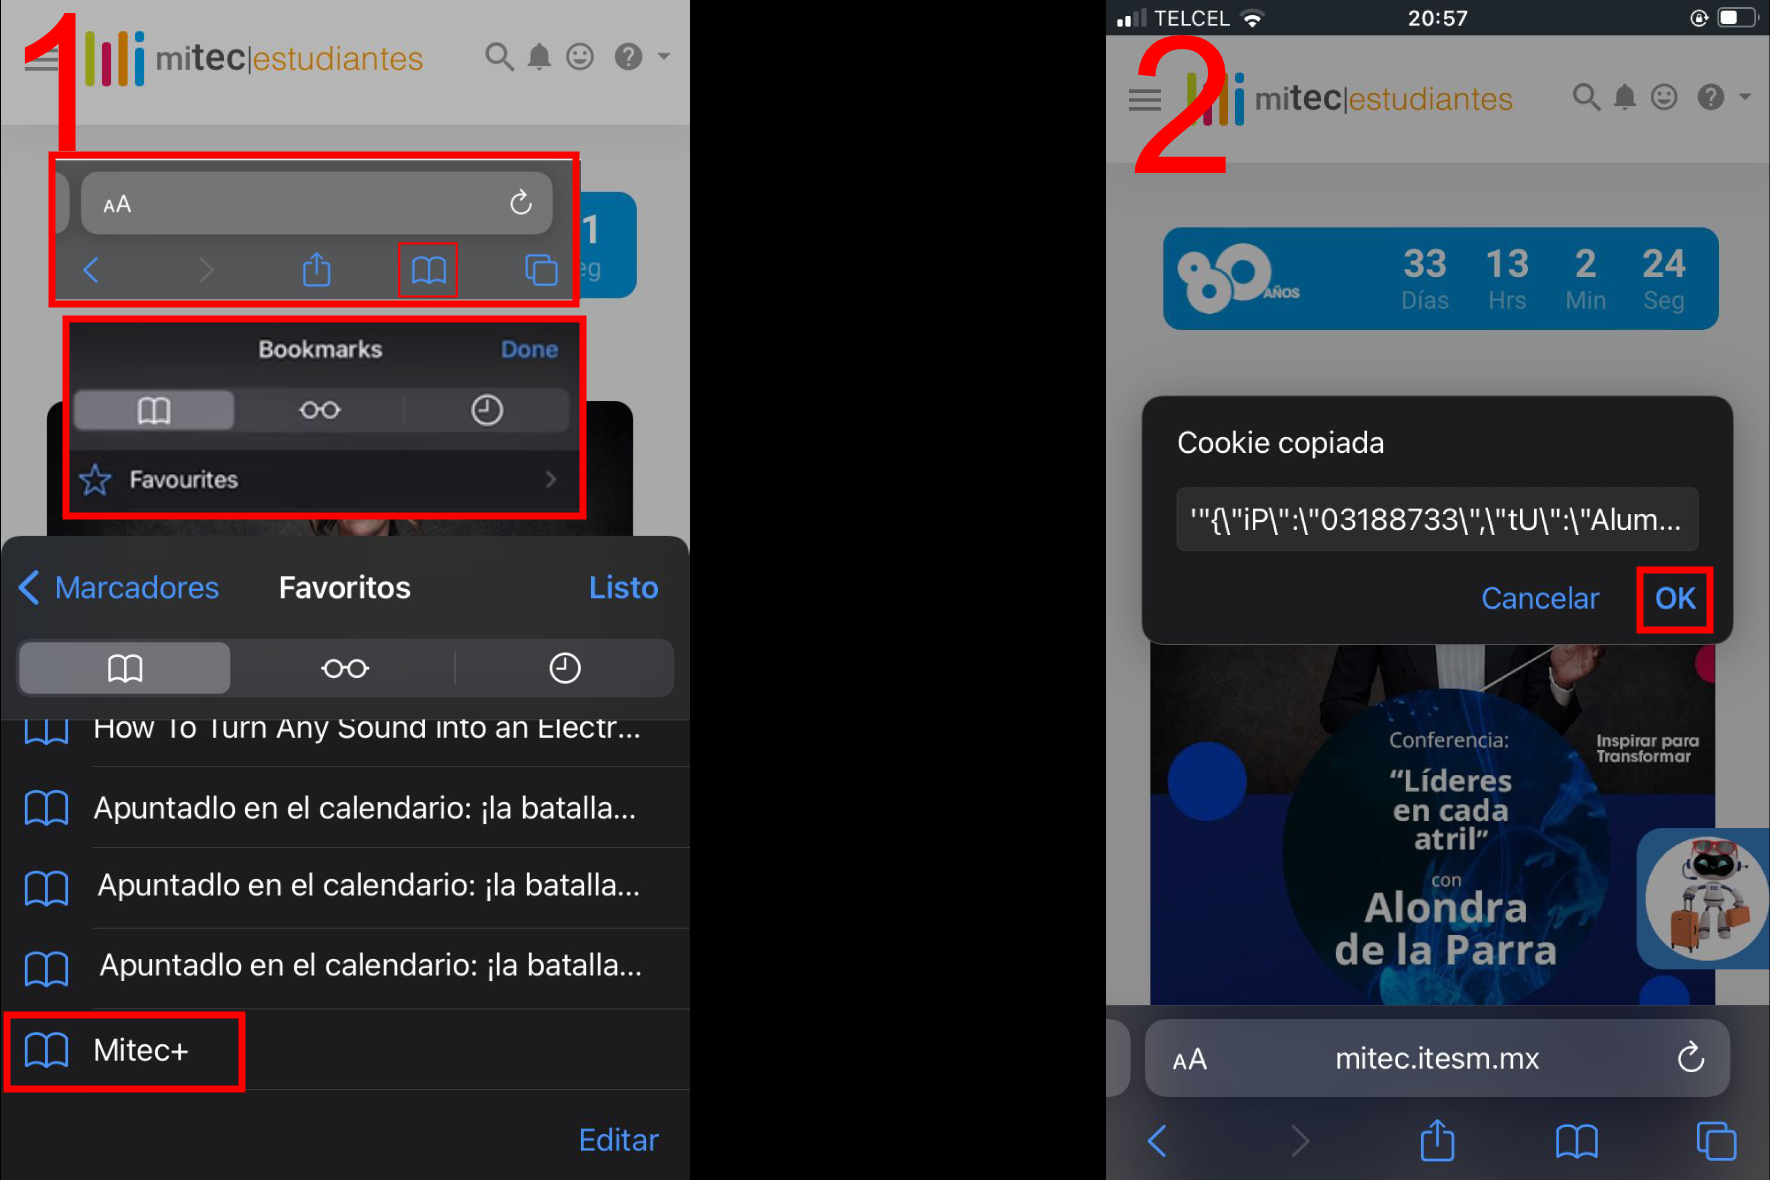 1
mitec|estudiantes
AA
1
eg
Bookmarks
Done
Favourites
Marcadores
Favoritos
Listo
How To Turn Any Sound into an Electr...
Apuntadlo en el calendario: ¡la batalla...
Apuntadlo en el calendario: ¡la batalla...
Apuntadlo en el calendario: ¡la batalla...
Mitec+
Editar
TELCEL
20:57
2
mitec|estudiantes
80 AÑOS
33 13 2 24
Días Hrs Min Seg
Cookie copiada
'"{\"iP\":\"03188733\",\"tU\":\"Alum...
Cancelar
OK
Conferencia:
Inspirar para
Transformar
“Líderes
en cada
atril”
con
Alondra
de la Parra
TEC
AA
mitec.itesm.mx